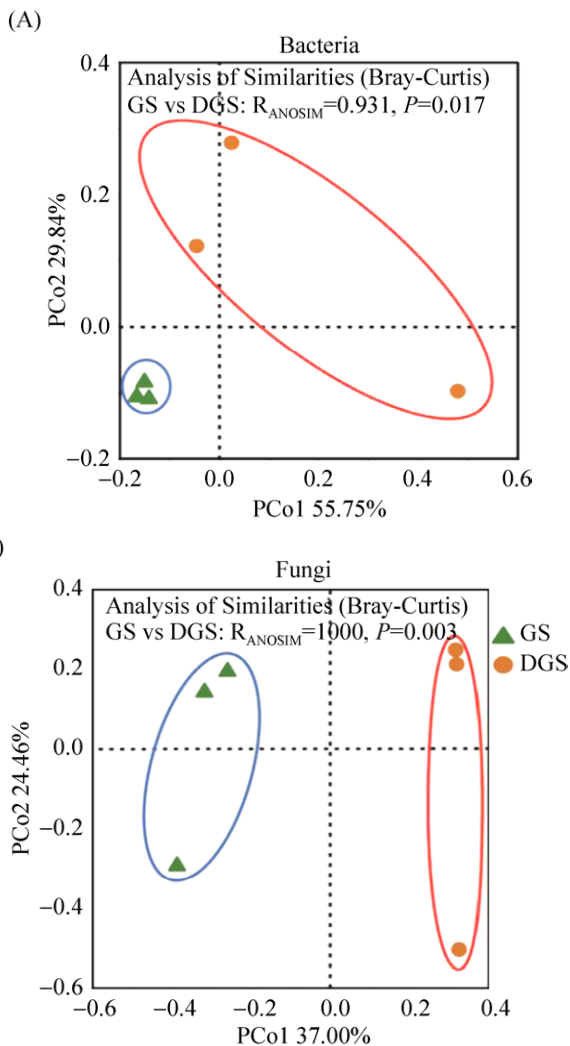 (A)
Bacteria
0.4
Analysis of Similarities (Bray-Curtis)
GS vs DGS: RANOSIM=0.931, P=0.017
0.2
PCo2 29.84%
0.0
−0.2
−0.2 0.0 0.2 0.4 0.6
PCo1 55.75%
)
Fungi
0.4
Analysis of Similarities (Bray-Curtis)
GS vs DGS: RANOSIM=1000, P=0.003
GS
DGS
0.2
0.0
PCo2 24.46%
−0.2
−0.4
−0.6
−0.6 −0.4 −0.2 0.0 0.2 0.4
PCo1 37.00%